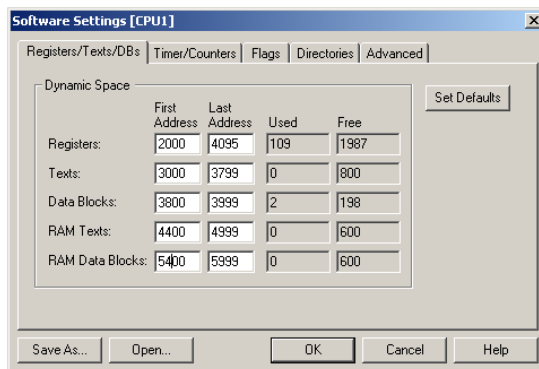 Software Settings [CPU1]
Registers/Texts/DBs Timer/Counters Flags Directories Advanced
Dynamic Space
Set Defaults
First Last
Address Address Used Free
Registers: 2000 4095 109 1987
Texts: 3000 3799 0 800
Data Blocks: 3800 3999 2 198
RAM Texts: 4400 4999 0 600
RAM Data Blocks: 5400 5999 0 600
Save As... Open... OK Cancel Help